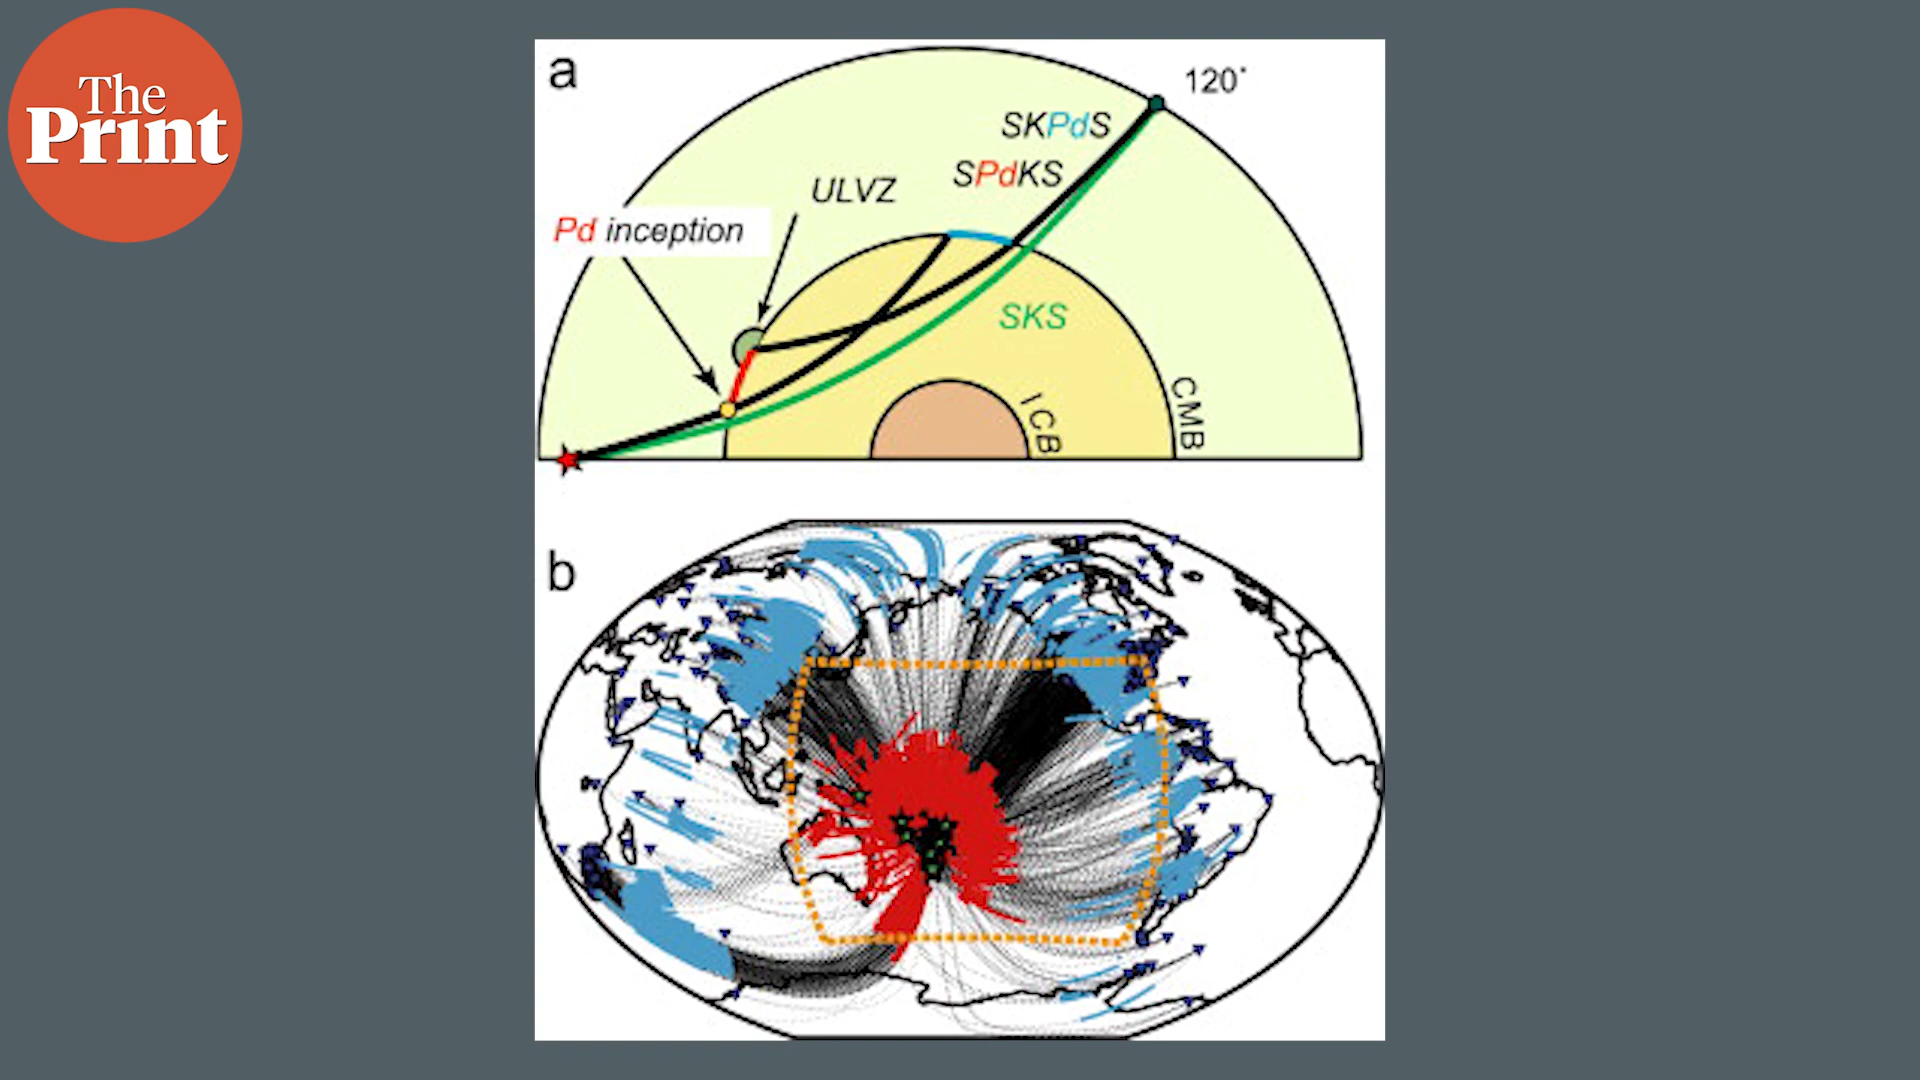 The
Print
a
120°
SKPdS
SPdKS
ULVZ
Pd inception
SKS
ICB
CMB
b